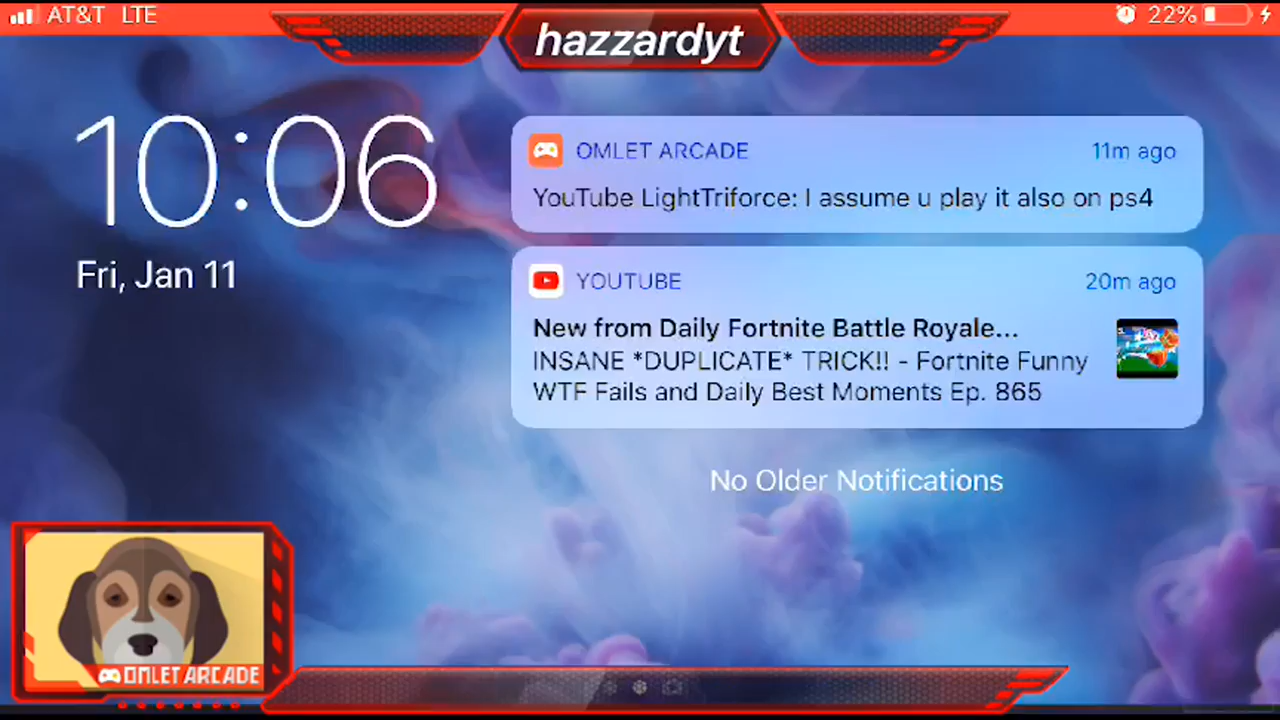 AT&T LTE
22%
hazzardyt
10:06
Fri, Jan 11
OMLET ARCADE
11m ago
YouTube LightTriforce: I assume u play it also on ps4
YOUTUBE
20m ago
New from Daily Fortnite Battle Royale...
INSANE *DUPLICATE* TRICK!! - Fortnite Funny
WTF Fails and Daily Best Moments Ep. 865
No Older Notifications
OMLET ARCADE